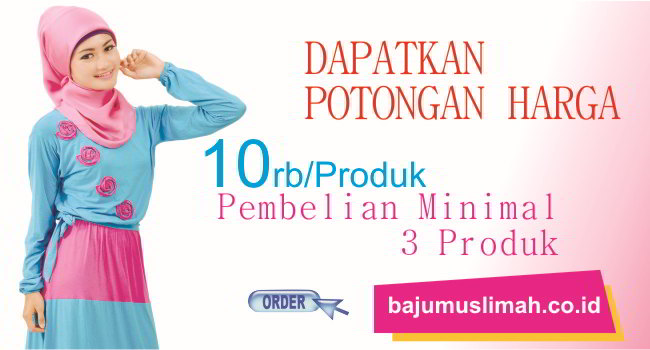 DAPATKAN
POTONGAN HARGA
10rb/Produk
Pembelian Minimal
3 Produk
ORDER
bajumuslimah.co.id